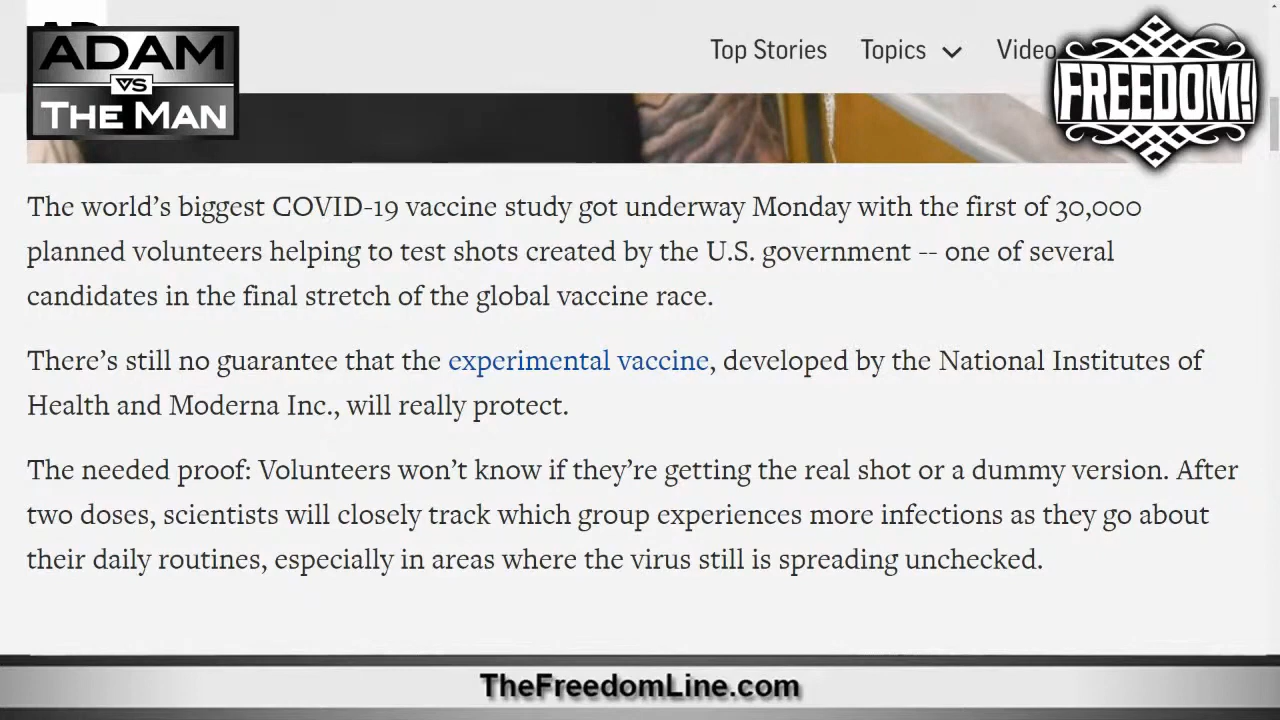 ADAM
VS
THE MAN
Top Stories Topics Video
FREEDOM!
The world's biggest COVID-19 vaccine study got underway Monday with the first of 30,000
planned volunteers helping to test shots created by the U.S. government -- one of several
candidates in the final stretch of the global vaccine race.
There's still no guarantee that the experimental vaccine, developed by the National Institutes of
Health and Moderna Inc., will really protect.
The needed proof: Volunteers won't know if they're getting the real shot or a dummy version. After
two doses, scientists will closely track which group experiences more infections as they go about
their daily routines, especially in areas where the virus still is spreading unchecked.
TheFreedomLine.com